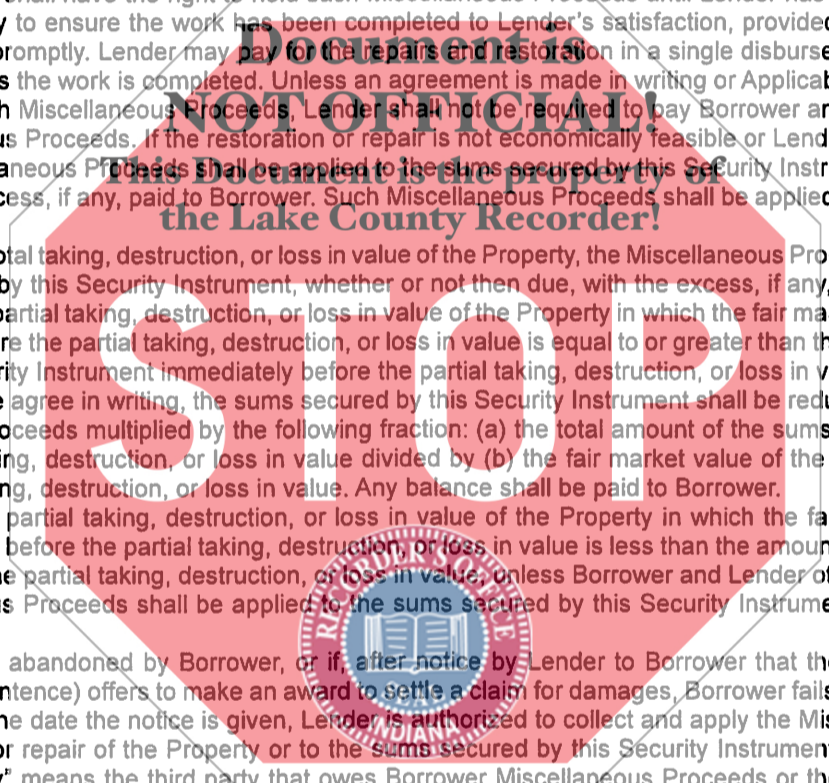 y to ensure the work has been completed to Lender's satisfaction, provided
Document is
promptly. Lender may pay for the repairs and restoration in a single disburse
s the work is completed. Unless an agreement is made in writing or Applicab
NOT OFFICIAL!
h Miscellaneous Proceeds, Lender shall not be required to pay Borrower an
us Proceeds. If the restoration or repair is not economically feasible or Lend
This Document is the property of
aneous Proceeds shall be applied to the sums secured by this Security Instr
cess, if any, paid to Borrower. Such Miscellaneous Proceeds shall be applied
the Lake County Recorder!
otal taking, destruction, or loss in value of the Property, the Miscellaneous Pro
by this Security Instrument, whether or not then due, with the excess, if any,
partial taking, destruction, or loss in value of the Property in which the fair ma
re the partial taking, destruction, or loss in value is equal to or greater than th
STOP
rity Instrument immediately before the partial taking, destruction, or loss in v
e agree in writing, the sums secured by this Security Instrument shall be redu
oceeds multiplied by the following fraction: (a) the total amount of the sums
ing, destruction, or loss in value divided by (b) the fair market value of the
ng, destruction, or loss in value. Any balance shall be paid to Borrower.
partial taking, destruction, or loss in value of the Property in which the fa
before the partial taking, destruction, or loss in value is less than the amoun
e partial taking, destruction, or loss in value, unless Borrower and Lender of
s Proceeds shall be applied to the sums secured by this Security Instrume
RECORDER'S OFFICE
abandoned by Borrower, or if, after notice by Lender to Borrower that th
ntence) offers to make an award to settle a claim for damages, Borrower fails
SEAL
he date the notice is given, Lender is authorized to collect and apply the Mis
INDIANA
or repair of the Property or to the sums secured by this Security Instrument
y" means the third party that owes Borrower Miscellaneous Proceeds or th